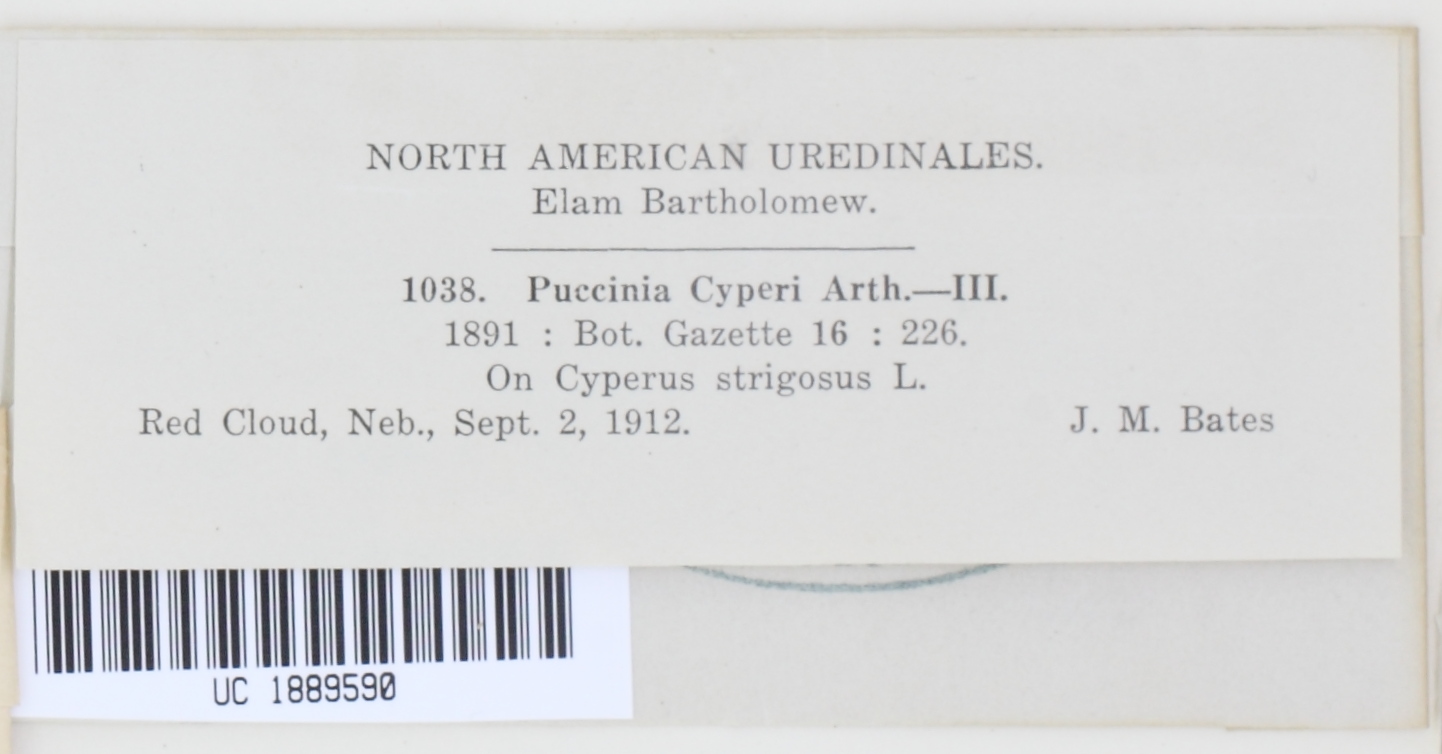 NORTH AMERICAN UREDINALES.
Elam Bartholomew.
1038. Puccinia Cyperi Arth.—III.
1891 : Bot. Gazette 16 : 226.
On Cyperus strigosus L.
Red Cloud, Neb., Sept. 2, 1912. J. M. Bates
UC 1889590